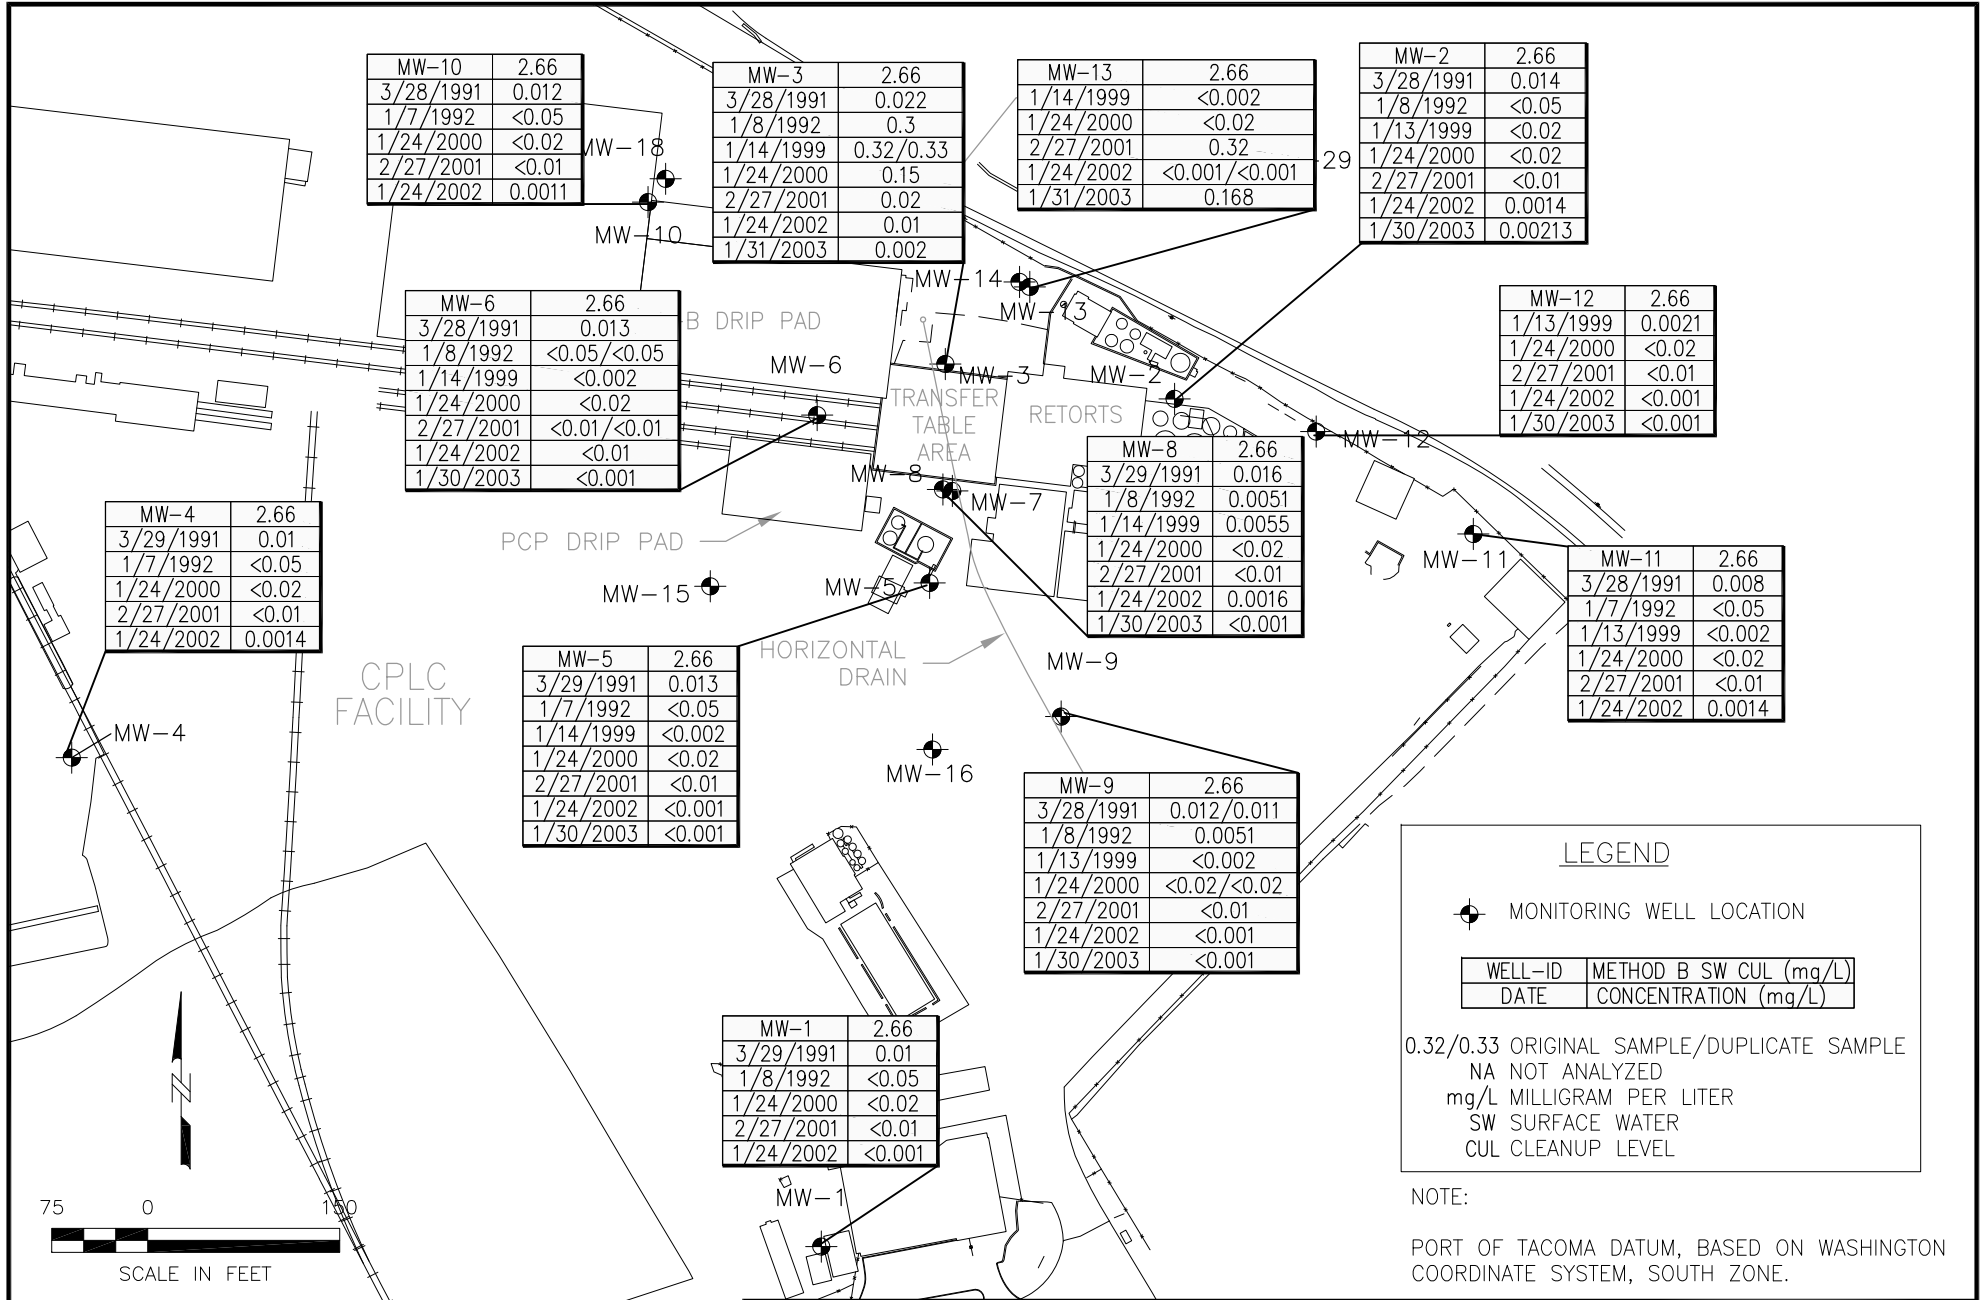 MW-10 2.66
3/28/1991 0.012
1/7/1992 <0.05
1/24/2000 <0.02
2/27/2001 <0.01
1/24/2002 0.0011
MW-3 2.66
3/28/1991 0.022
1/8/1992 0.3
1/14/1999 0.32/0.33
1/24/2000 0.15
2/27/2001 0.02
1/24/2002 0.01
1/31/2003 0.002
MW-13 2.66
1/14/1999 <0.002
1/24/2000 <0.02
2/27/2001 0.32
1/24/2002 <0.001/<0.001
1/31/2003 0.168
MW-2 2.66
3/28/1991 0.014
1/8/1992 <0.05
1/13/1999 <0.02
1/24/2000 <0.02
2/27/2001 <0.01
1/24/2002 0.0014
1/30/2003 0.00213
MW-18
29
MW-10
MW-14
MW-13
MW-6 2.66
3/28/1991 0.013
1/8/1992 <0.05/<0.05
1/14/1999 <0.002
1/24/2000 <0.02
2/27/2001 <0.01/<0.01
1/24/2002 <0.01
1/30/2003 <0.001
B DRIP PAD
MW-6
MW-3
MW-2
TRANSFER
TABLE
AREA
RETORTS
MW-12 2.66
1/13/1999 0.0021
1/24/2000 <0.02
2/27/2001 <0.01
1/24/2002 <0.001
1/30/2003 <0.001
MW-12
MW-8
MW-7
MW-8 2.66
3/29/1991 0.016
1/8/1992 0.0051
1/14/1999 0.0055
1/24/2000 <0.02
2/27/2001 <0.01
1/24/2002 0.0016
1/30/2003 <0.001
MW-4 2.66
3/29/1991 0.01
1/7/1992 <0.05
1/24/2000 <0.02
2/27/2001 <0.01
1/24/2002 0.0014
PCP DRIP PAD
MW-15
MW-5
MW-11
MW-11 2.66
3/28/1991 0.008
1/7/1992 <0.05
1/13/1999 <0.002
1/24/2000 <0.02
2/27/2001 <0.01
1/24/2002 0.0014
CPLC
FACILITY
MW-4
MW-5 2.66
3/29/1991 0.013
1/7/1992 <0.05
1/14/1999 <0.002
1/24/2000 <0.02
2/27/2001 <0.01
1/24/2002 <0.001
1/30/2003 <0.001
HORIZONTAL
DRAIN
MW-9
MW-16
MW-9 2.66
3/28/1991 0.012/0.011
1/8/1992 0.0051
1/13/1999 <0.002
1/24/2000 <0.02/<0.02
2/27/2001 <0.01
1/24/2002 <0.001
1/30/2003 <0.001
MW-1 2.66
3/29/1991 0.01
1/8/1992 <0.05
1/24/2000 <0.02
2/27/2001 <0.01
1/24/2002 <0.001
MW-1
Z
75 0 150
SCALE IN FEET
LEGEND
MONITORING WELL LOCATION
WELL-ID METHOD B SW CUL (mg/L)
DATE CONCENTRATION (mg/L)
0.32/0.33 ORIGINAL SAMPLE/DUPLICATE SAMPLE
NA NOT ANALYZED
mg/L MILLIGRAM PER LITER
SW SURFACE WATER
CUL CLEANUP LEVEL
NOTE:
PORT OF TACOMA DATUM, BASED ON WASHINGTON
COORDINATE SYSTEM, SOUTH ZONE.